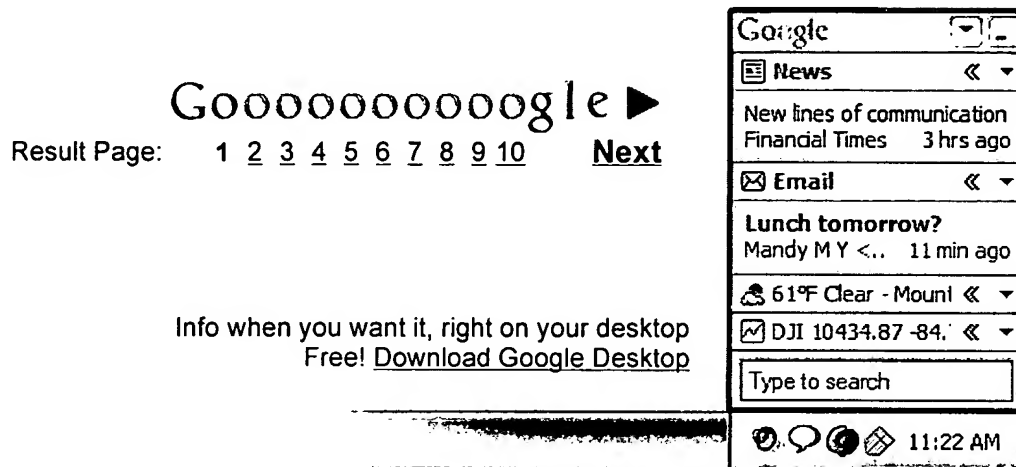 Goooooooooogle
Result Page: 1 2 3 4 5 6 7 8 9 10 Next
Info when you want it, right on your desktop
Free! Download Google Desktop
Google
News
New lines of communication
Financial Times 3 hrs ago
Email
Lunch tomorrow?
Mandy M Y <.. 11 min ago
61°F Clear - Mount
DJI 10434.87 -84.
Type to search
11:22 AM